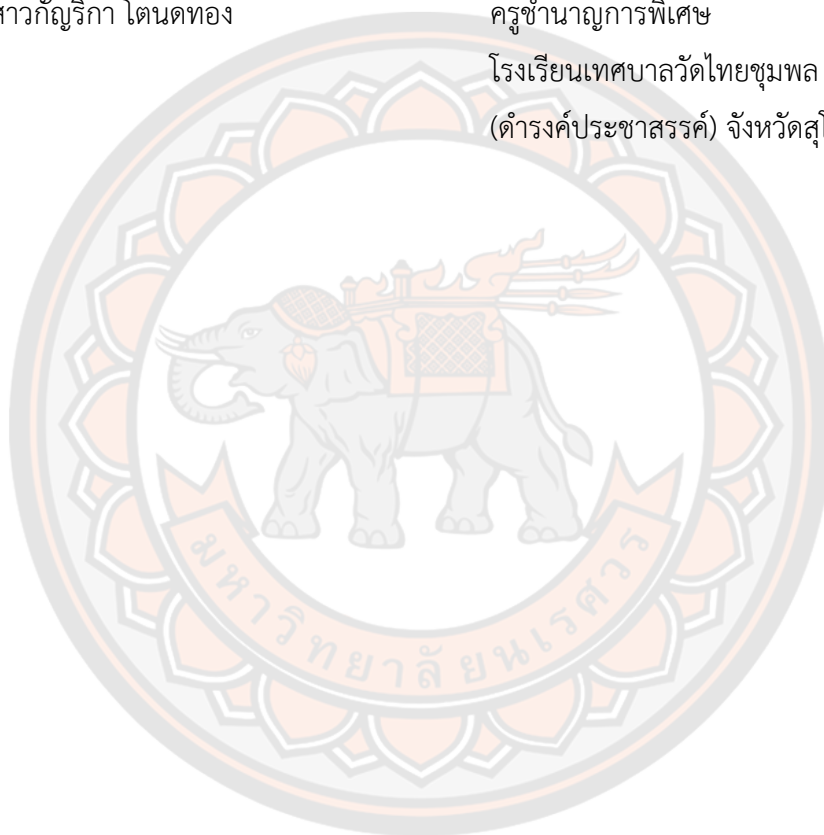 สาวกัญริกา โตนดทอง ครูชำนาญการพิเศษ
โรงเรียนเทศบาลวัดไทยชุมพล
(ดำรงค์ประชาสรรค์) จังหวัด
มหาวิทยาลัยนเรศวร